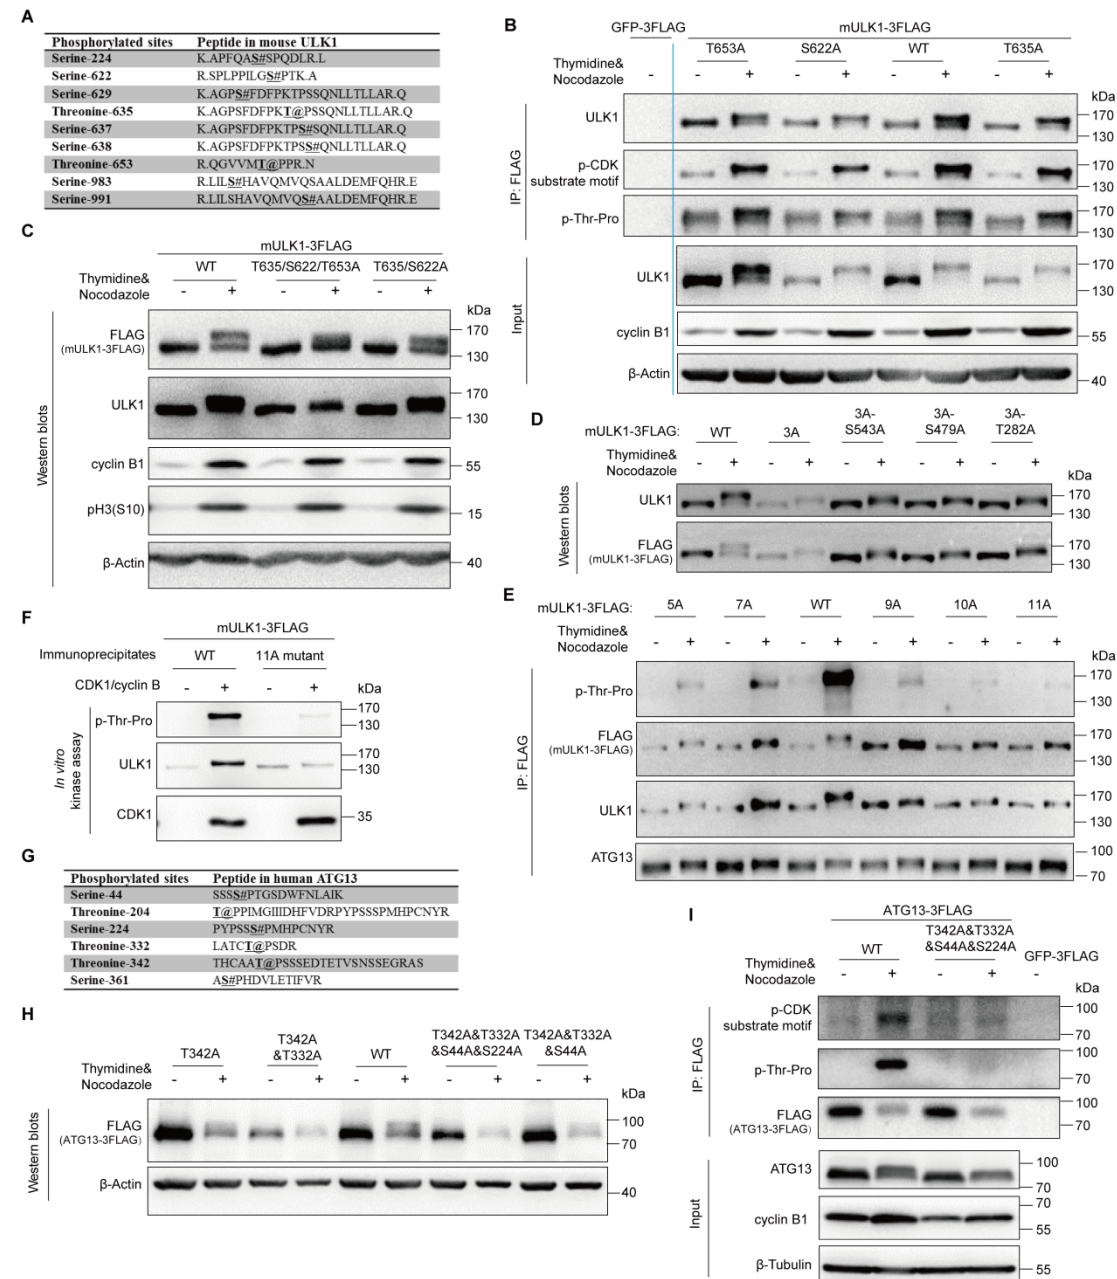 A
Phosphorylated sites Peptide in mouse ULK1
Serine-224 K.APFQAS#SPQDLR.L
Serine-622 R.SPLPPILGS#PTK.A
Serine-629 K.AGPS#FDFPKTPSSQNLLTLLAR.Q
Threonine-635 K.AGPSFDFPKT@PSSQNLLTLLAR.Q
Serine-637 K.AGPSFDFPKTPS#SQNLLTLLAR.Q
Serine-638 K.AGPSFDFPKTPSS#QNLLTLLAR.Q
Threonine-653 R.QGVVMT@PPR.N
Serine-983 R.LILS#HAVQMVQSAALDEMFQHR.E
Serine-991 R.LILSHAVQMVQS#AALDEMFQHR.E
B
GFP-3FLAG mULK1-3FLAG
T653A S622A WT T635A
Thymidine&
Nocodazole - - + - + - + - +
kDa
IP: FLAG
ULK1 170
130
p-CDK
substrate motif 170
130
p-Thr-Pro 170
130
Input
ULK1 170
130
cyclin B1 55
β-Actin 40
C
mULK1-3FLAG
WT T635/S622/T653A T635/S622A
Thymidine&
Nocodazole - + - + - +
kDa
Western blots
FLAG
(mULK1-3FLAG) 170
130
ULK1 170
130
cyclin B1 55
pH3(S10) 15
β-Actin 40
D
mULK1-3FLAG: WT 3A 3A-S543A 3A-S479A 3A-T282A
Thymidine&
Nocodazole - + - + - + - + - +
kDa
Western blots
ULK1 170
130
FLAG
(mULK1-3FLAG) 170
130
E
mULK1-3FLAG: 5A 7A WT 9A 10A 11A
Thymidine&
Nocodazole - + - + - + - + - + - +
kDa
IP: FLAG
p-Thr-Pro 170
130
FLAG
(mULK1-3FLAG) 170
130
ULK1 170
130
ATG13 100
70
F
mULK1-3FLAG
Immunoprecipitates WT 11A mutant
CDK1/cyclin B - + - + kDa
In vitro
kinase assay
p-Thr-Pro 170
130
ULK1 170
130
CDK1 35
G
Phosphorylated sites Peptide in human ATG13
Serine-44 SSSS#PTGSDWFNLAIK
Threonine-204 T@PPIMGIIIDHFVDRPYPSSSPMHPCNYR
Serine-224 PYPSSS#PMHPCNYR
Threonine-332 LATCT@PSDR
Threonine-342 THCAAT@PSSSEDTETVSNSSEGRAS
Serine-361 AS#PHDVLETIFVR
H
T342A T342A&T332A WT T342A&T332A&S44A&S224A T342A&T332A&S44A
Thymidine&
Nocodazole - + - + - + - + - +
kDa
Western blots
FLAG
(ATG13-3FLAG) 100
70
β-Actin 40
I
ATG13-3FLAG
WT T342A&T332A&S44A&S224A GFP-3FLAG
Thymidine&
Nocodazole - + - + -
kDa
IP: FLAG
p-CDK
substrate motif 100
70
p-Thr-Pro 100
70
FLAG
(ATG13-3FLAG) 100
70
Input
ATG13 100
70
cyclin B1 70
55
β-Tubulin 55